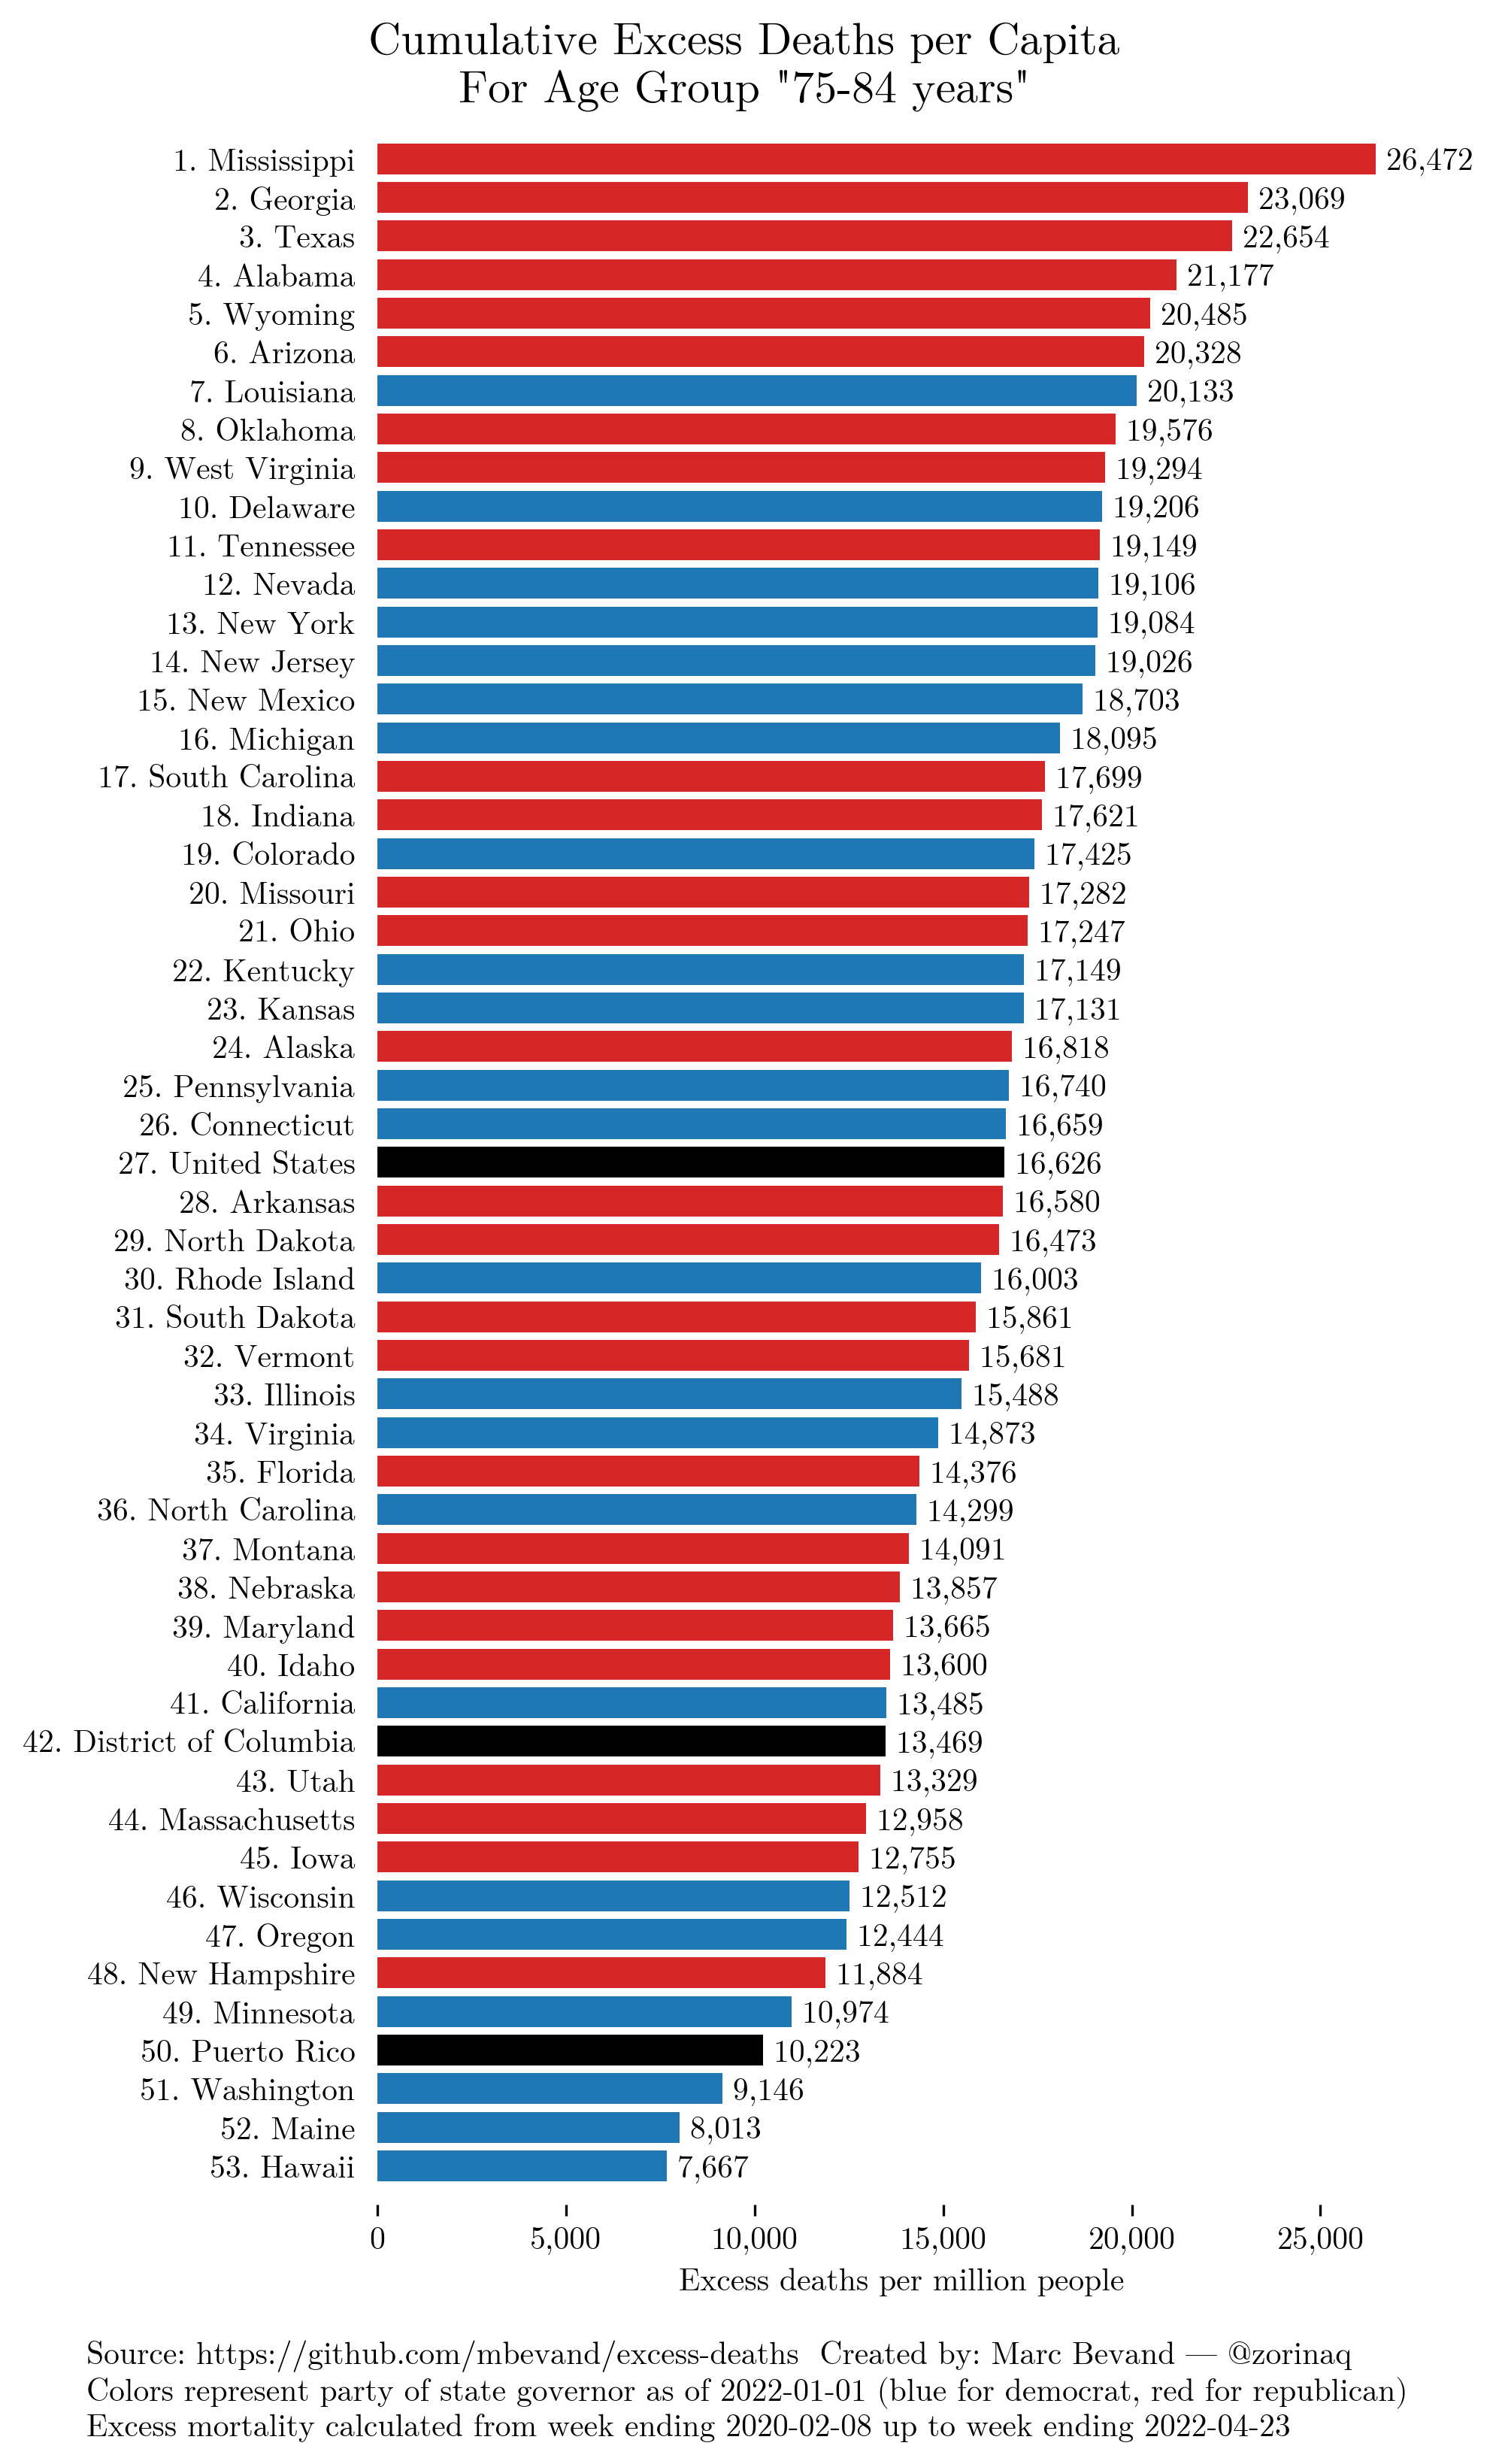 Cumulative Excess Deaths per Capita
For Age Group "75-84 years"
1. Mississippi 26,472
2. Georgia 23,069
3. Texas 22,654
4. Alabama 21,177
5. Wyoming 20,485
6. Arizona 20,328
7. Louisiana 20,133
8. Oklahoma 19,576
9. West Virginia 19,294
10. Delaware 19,206
11. Tennessee 19,149
12. Nevada 19,106
13. New York 19,084
14. New Jersey 19,026
15. New Mexico 18,703
16. Michigan 18,095
17. South Carolina 17,699
18. Indiana 17,621
19. Colorado 17,425
20. Missouri 17,282
21. Ohio 17,247
22. Kentucky 17,149
23. Kansas 17,131
24. Alaska 16,818
25. Pennsylvania 16,740
26. Connecticut 16,659
27. United States 16,626
28. Arkansas 16,580
29. North Dakota 16,473
30. Rhode Island 16,003
31. South Dakota 15,861
32. Vermont 15,681
33. Illinois 15,488
34. Virginia 14,873
35. Florida 14,376
36. North Carolina 14,299
37. Montana 14,091
38. Nebraska 13,857
39. Maryland 13,665
40. Idaho 13,600
41. California 13,485
42. District of Columbia 13,469
43. Utah 13,329
44. Massachusetts 12,958
45. Iowa 12,755
46. Wisconsin 12,512
47. Oregon 12,444
48. New Hampshire 11,884
49. Minnesota 10,974
50. Puerto Rico 10,223
51. Washington 9,146
52. Maine 8,013
53. Hawaii 7,667
0 5,000 10,000 15,000 20,000 25,000
Excess deaths per million people
Source: https://github.com/mbevand/excess-deaths Created by: Marc Bevand — @zorinaq
Colors represent party of state governor as of 2022-01-01 (blue for democrat, red for republican)
Excess mortality calculated from week ending 2020-02-08 up to week ending 2022-04-23